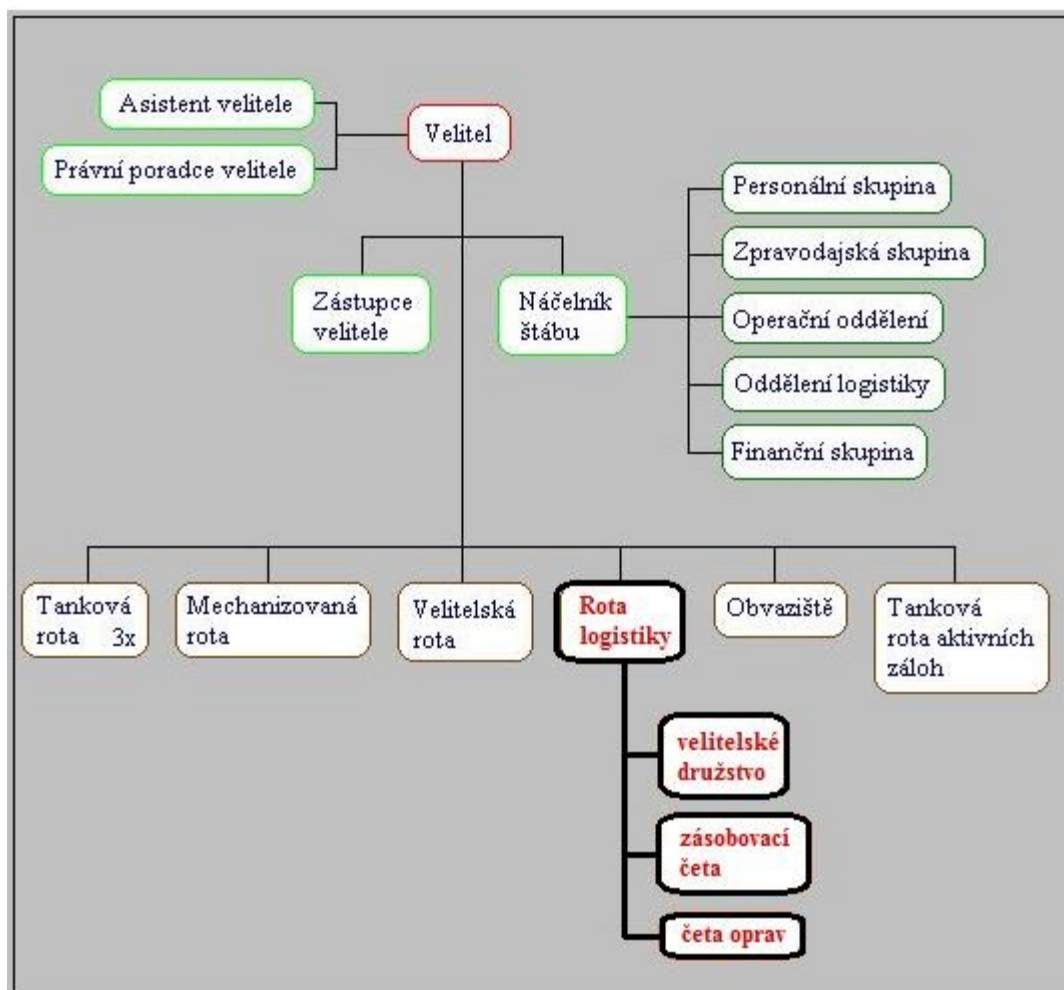 Asistent velitele
Velitel
Právní poradce velitele
Personální skupina
Zpravodajská skupina
Zástupce
velitele
Náčelník
štábu
Operační oddělení
Oddělení logistiky
Finanční skupina
Tanková
rota 3x
Mechanizovaná
rota
Velitelská
rota
Rota
logistiky
Obvaziště
Tanková
rota aktivních
záloh
velitelské
družstvo
zásobovací
četa
četa oprav